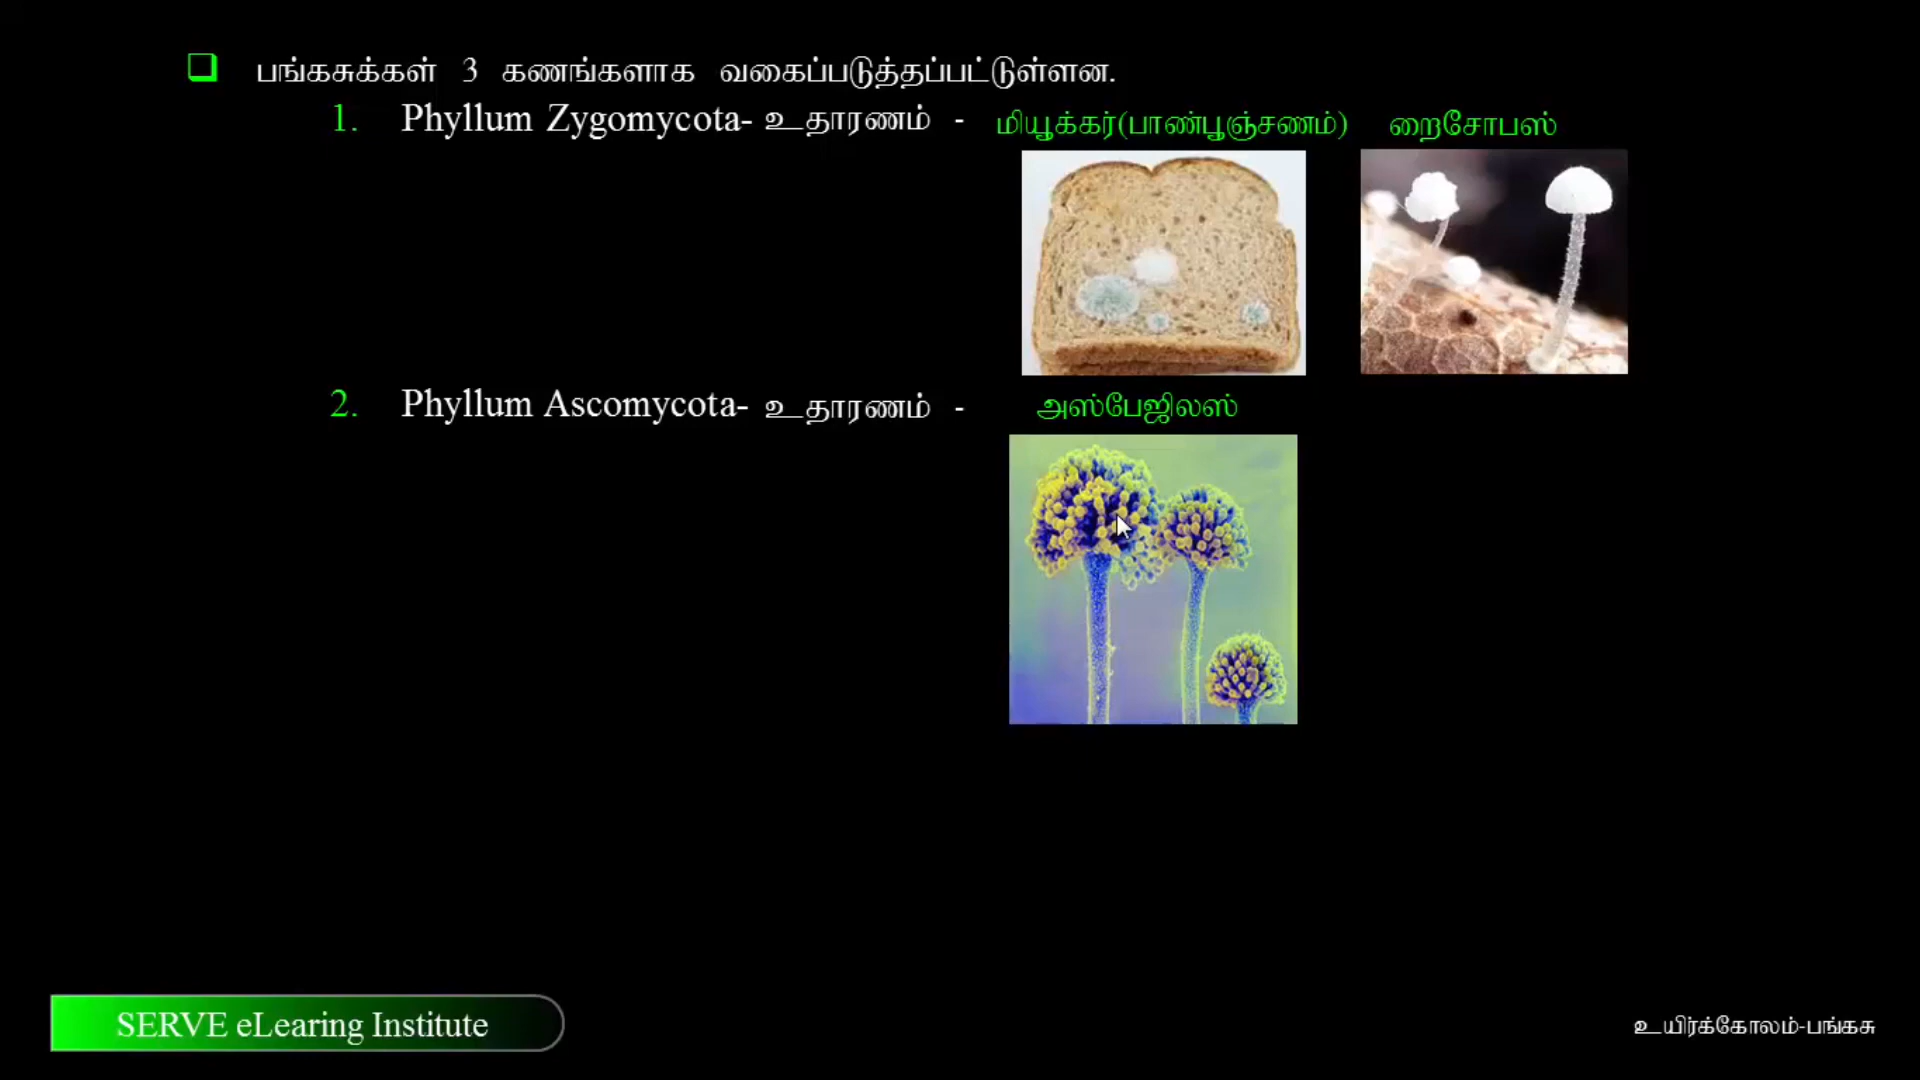 பங்கசுக்கள் 3 கணங்களாக வகைப்படுத்தப்பட்டுள்ளன.
1. Phyllum Zygomycota- உதாரணம் - மியூக்கர்(பாண்பூஞ்சணம்) றைசோபஸ்
2. Phyllum Ascomycota- உதாரணம் - அஸ்பேஜிலஸ்
SERVE eLearing Institute
உயிர்க்கோலம்-பங்கசு